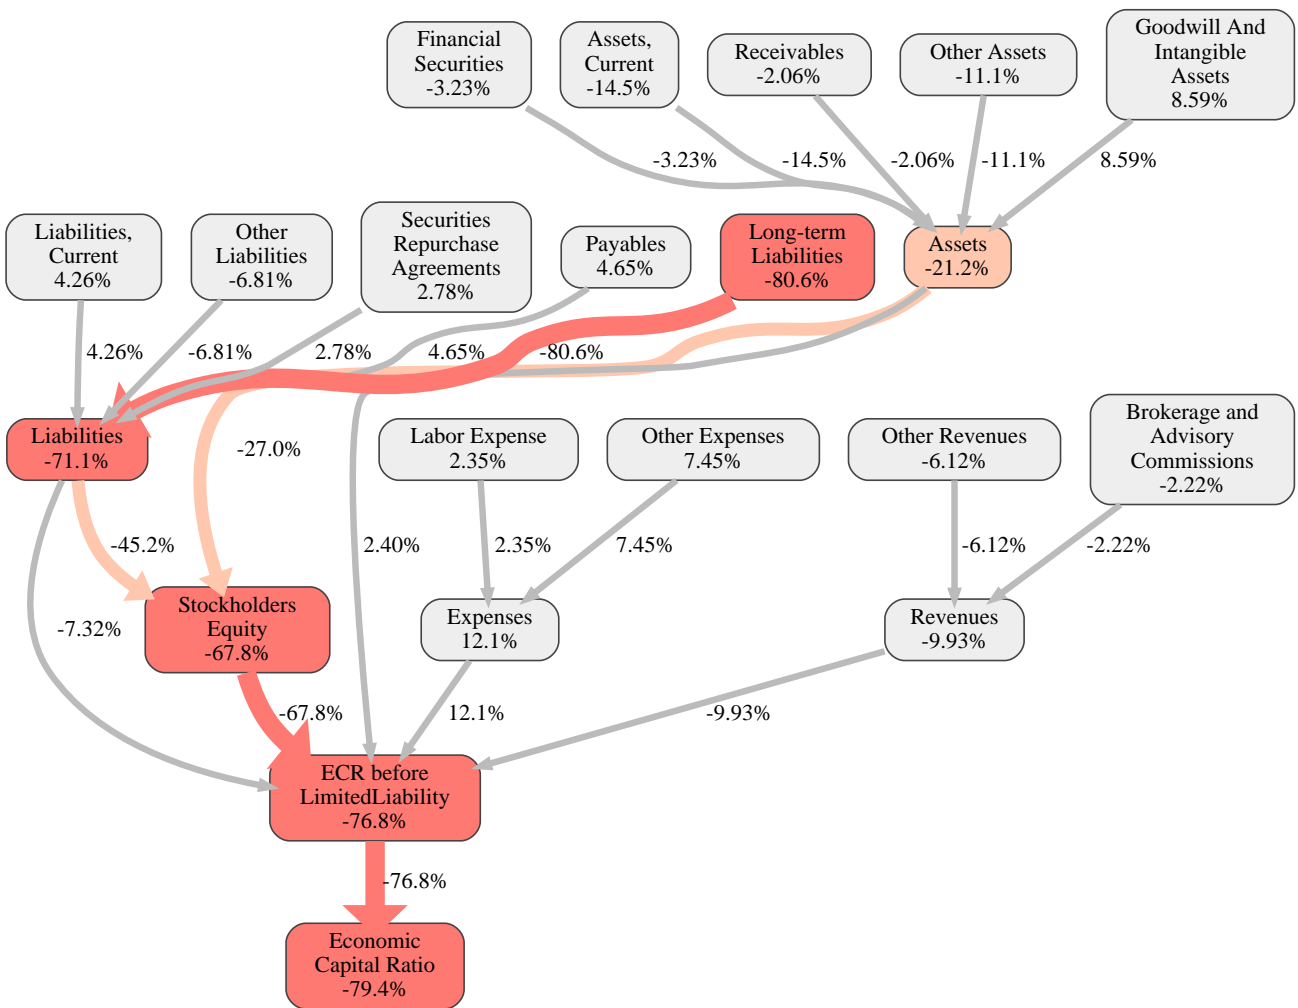 Financial
Securities
-3.23%
Assets,
Current
-14.5%
Receivables
-2.06%
Other Assets
-11.1%
Goodwill And
Intangible
Assets
8.59%
-3.23%
-14.5%
-2.06%
-11.1%
8.59%
Liabilities,
Current
4.26%
Other
Liabilities
-6.81%
Securities
Repurchase
Agreements
2.78%
Payables
4.65%
Long-term
Liabilities
-80.6%
Assets
-21.2%
4.26%
-6.81%
2.78%
4.65%
-80.6%
Liabilities
-71.1%
-27.0%
Labor Expense
2.35%
Other Expenses
7.45%
Other Revenues
-6.12%
Brokerage and
Advisory
Commissions
-2.22%
-45.2%
2.40%
2.35%
7.45%
-6.12%
-2.22%
Stockholders
Equity
-67.8%
-7.32%
Expenses
12.1%
Revenues
-9.93%
-67.8%
12.1%
-9.93%
ECR before
LimitedLiability
-76.8%
-76.8%
Economic
Capital Ratio
-79.4%